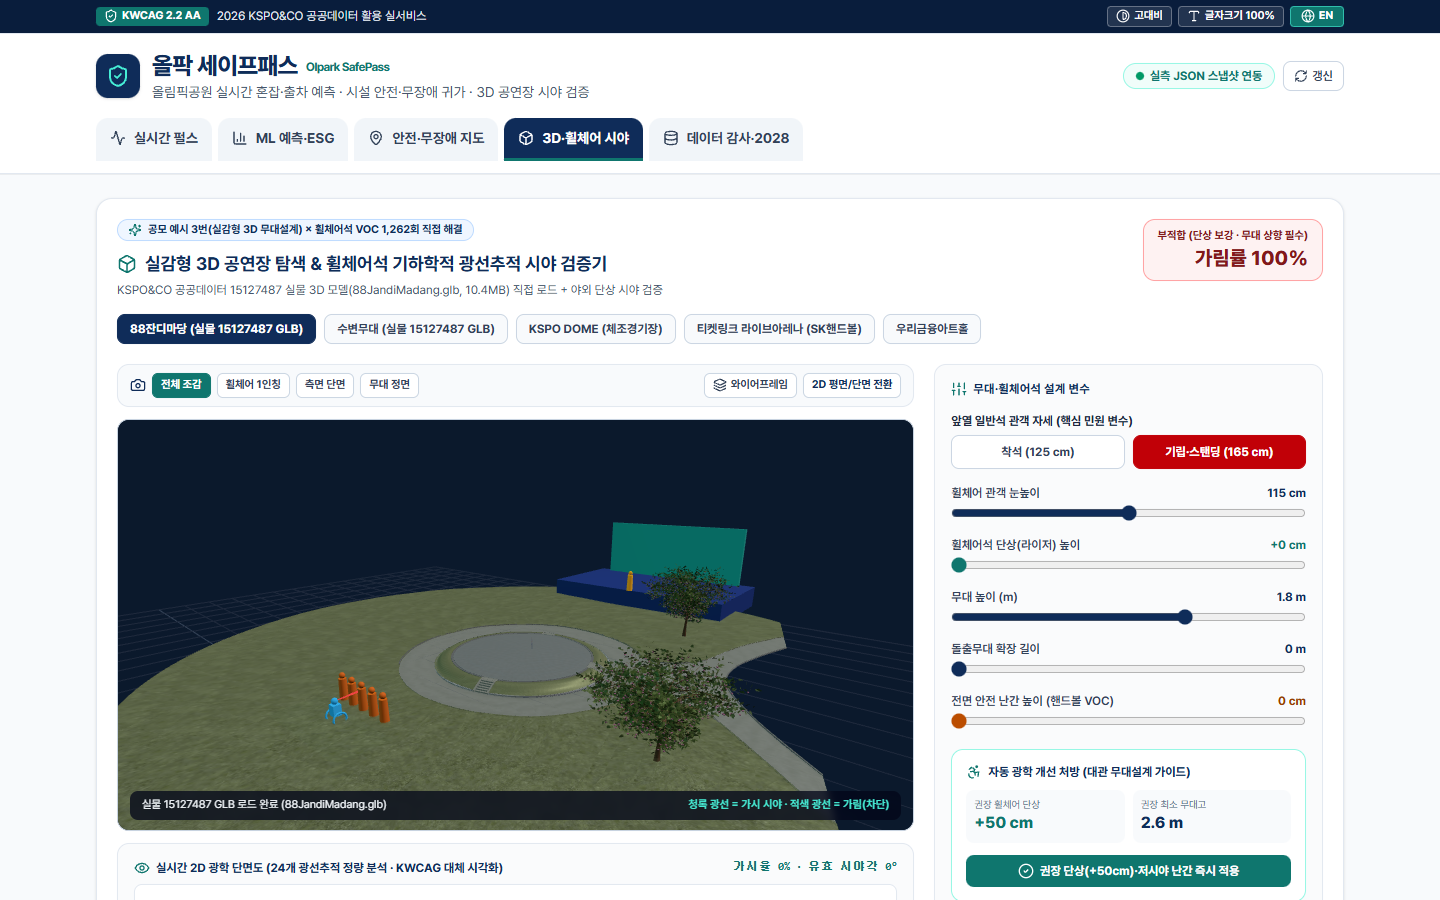 KWCAG 2.2 AA
2026 KSPO&CO 공공데이터 활용 실서비스
고대비
글자크기 100%
EN
올팍 세이프패스 Olpark SafePass
올림픽공원 실시간 혼잡·출차 예측 · 시설 안전·무장애 귀가 · 3D 공연장 시야 검증
실측 JSON 스냅샷 연동
갱신
실시간 펄스
ML 예측·ESG
안전·무장애 지도
3D·휠체어 시야
데이터 감사·2028
공모 예시 3번(실감형 3D 무대설계) × 휠체어석 VOC 1,262회 직접 해결
실감형 3D 공연장 탐색 & 휠체어석 기하학적 광선추적 시야 검증기
KSPO&CO 공공데이터 15127487 실물 3D 모델(88JandiMadang.glb, 10.4MB) 직접 로드 + 야외 단상 시야 검증
부적합 (단상 보강 · 무대 상향 필수)
가림률 100%
88잔디마당 (실물 15127487 GLB)
수변무대 (실물 15127487 GLB)
KSPO DOME (체조경기장)
티켓링크 라이브아레나 (SK핸드볼)
우리금융아트홀
전체 조감
휠체어 1인칭
측면 단면
무대 정면
와이어프레임
2D 평면/단면 전환
실물 15127487 GLB 로드 완료 (88JandiMadang.glb)
청록 광선 = 가시 시야 · 적색 광선 = 가림(차단)
실시간 2D 광학 단면도 (24개 광선추적 정량 분석 · KWCAG 대체 시각화)
가시율 0% · 유효 시야각 0°
무대·휠체어석 설계 변수
앞열 일반석 관객 자세 (핵심 민원 변수)
착석 (125 cm)
기립·스탠딩 (165 cm)
휠체어 관객 눈높이
115 cm
휠체어석 단상(라이저) 높이
+0 cm
무대 높이 (m)
1.8 m
돌출무대 확장 길이
0 m
전면 안전 난간 높이 (핸드볼 VOC)
0 cm
자동 광학 개선 처방 (대관 무대설계 가이드)
권장 휠체어 단상
+50 cm
권장 최소 무대고
2.6 m
권장 단상(+50cm)·저시야 난간 즉시 적용